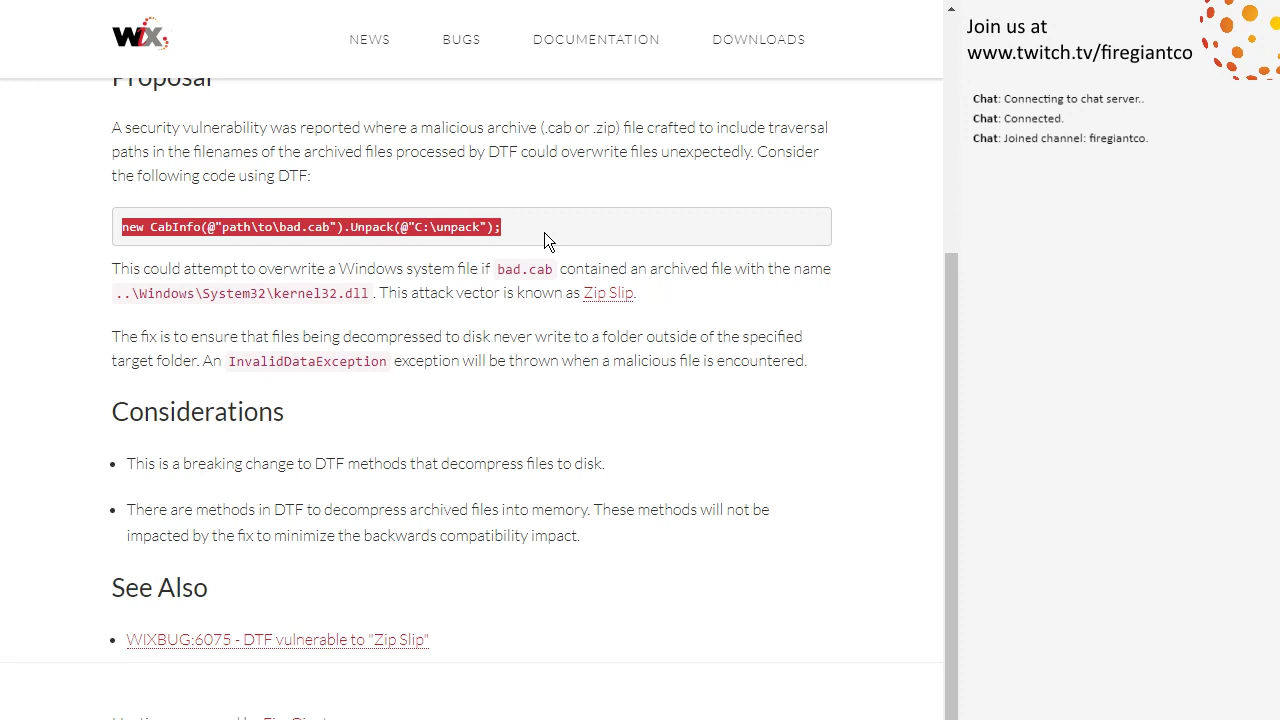 WiX
NEWS BUGS DOCUMENTATION DOWNLOADS
Proposal
A security vulnerability was reported where a malicious archive (.cab or .zip) file crafted to include traversal
paths in the filenames of the archived files processed by DTF could overwrite files unexpectedly. Consider
the following code using DTF:
new CabInfo(@"path\to\bad.cab").Unpack(@"C:\unpack");
This could attempt to overwrite a Windows system file if bad.cab contained an archived file with the name
..\Windows\System32\kernel32.dll. This attack vector is known as Zip Slip.
The fix is to ensure that files being decompressed to disk never write to a folder outside of the specified
target folder. An InvalidDataException exception will be thrown when a malicious file is encountered.
Considerations
• This is a breaking change to DTF methods that decompress files to disk.
• There are methods in DTF to decompress archived files into memory. These methods will not be
impacted by the fix to minimize the backwards compatibility impact.
See Also
• WIXBUG:6075 - DTF vulnerable to "Zip Slip"
Join us at
www.twitch.tv/firegiantco
Chat: Connecting to chat server..
Chat: Connected.
Chat: Joined channel: firegiantco.